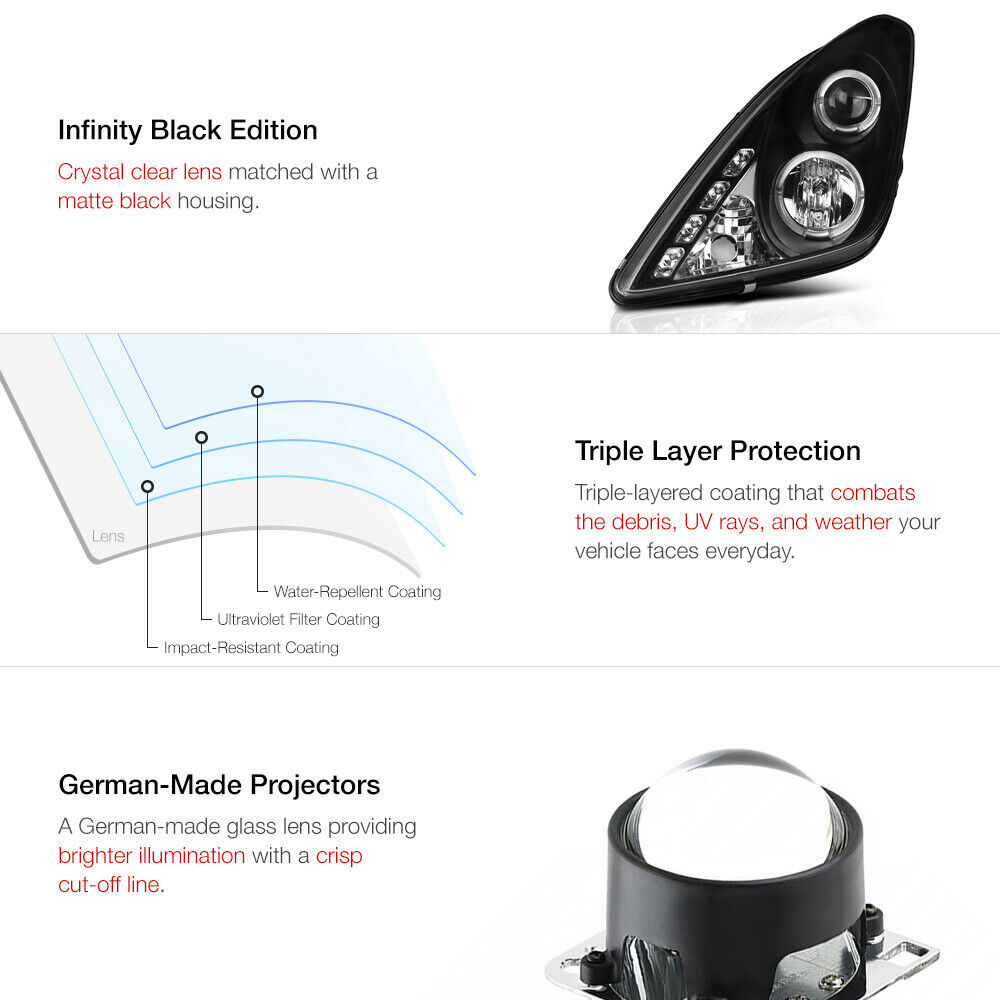 Infinity Black Edition
Crystal clear lens matched with a
matte black housing.
Lens
Water-Repellent Coating
Ultraviolet Filter Coating
Impact-Resistant Coating
Triple Layer Protection
Triple-layered coating that combats
the debris, UV rays, and weather your
vehicle faces everyday.
German-Made Projectors
A German-made glass lens providing
brighter illumination with a crisp
cut-off line.